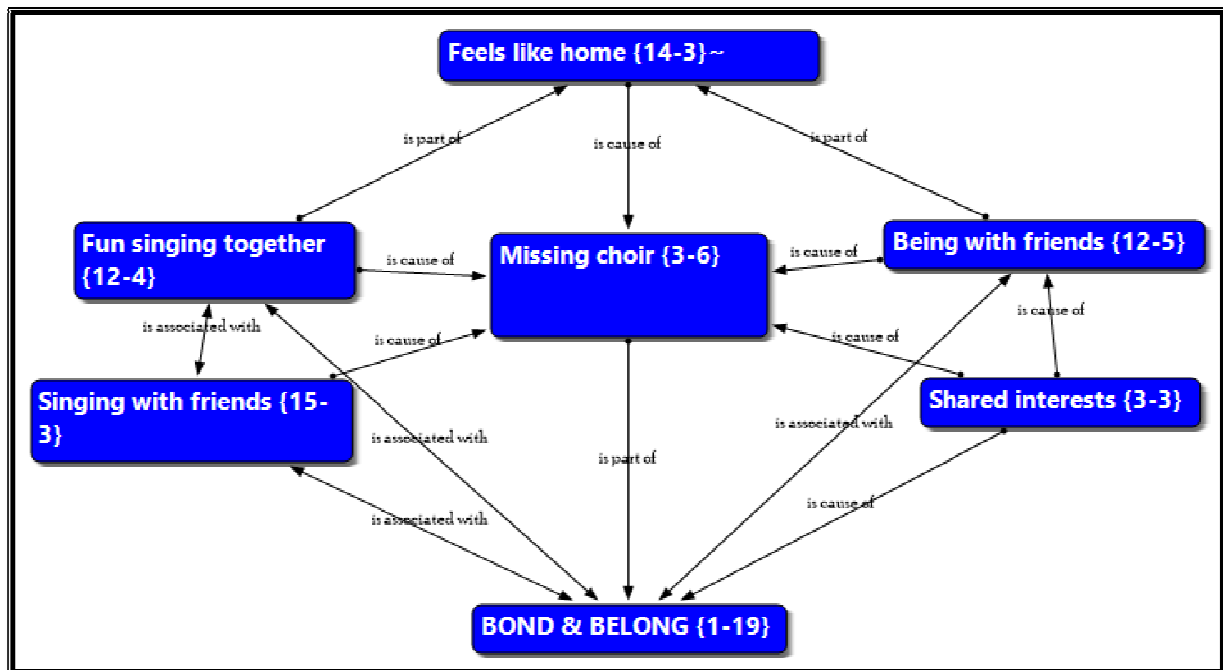 Feels like home {14-3}~
is part of
is cause of
is part of
Fun singing together
{12-4}
is cause of
Missing choir {3-6}
is cause of
Being with friends {12-5}
is associated with
is cause of
is cause of
is cause of
Singing with friends {15-
3}
Shared interests {3-3}
is associated with
is part of
is associated with
is associated with
is cause of
BOND & BELONG {1-19}